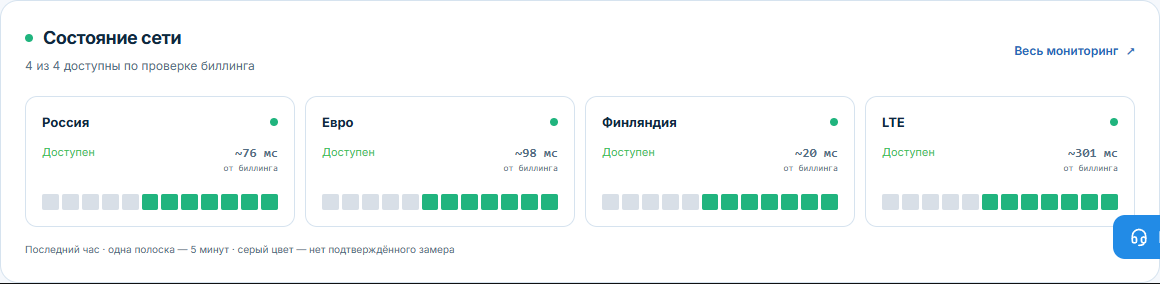 Состояние сети
4 из 4 доступны по проверке биллинга
Весь мониторинг ↗
Россия
Доступен
~76 мс
от биллинга
Евро
Доступен
~98 мс
от биллинга
Финляндия
Доступен
~20 мс
от биллинга
LTE
Доступен
~301 мс
от биллинга
Последний час · одна полоска — 5 минут · серый цвет — нет подтверждённого замера